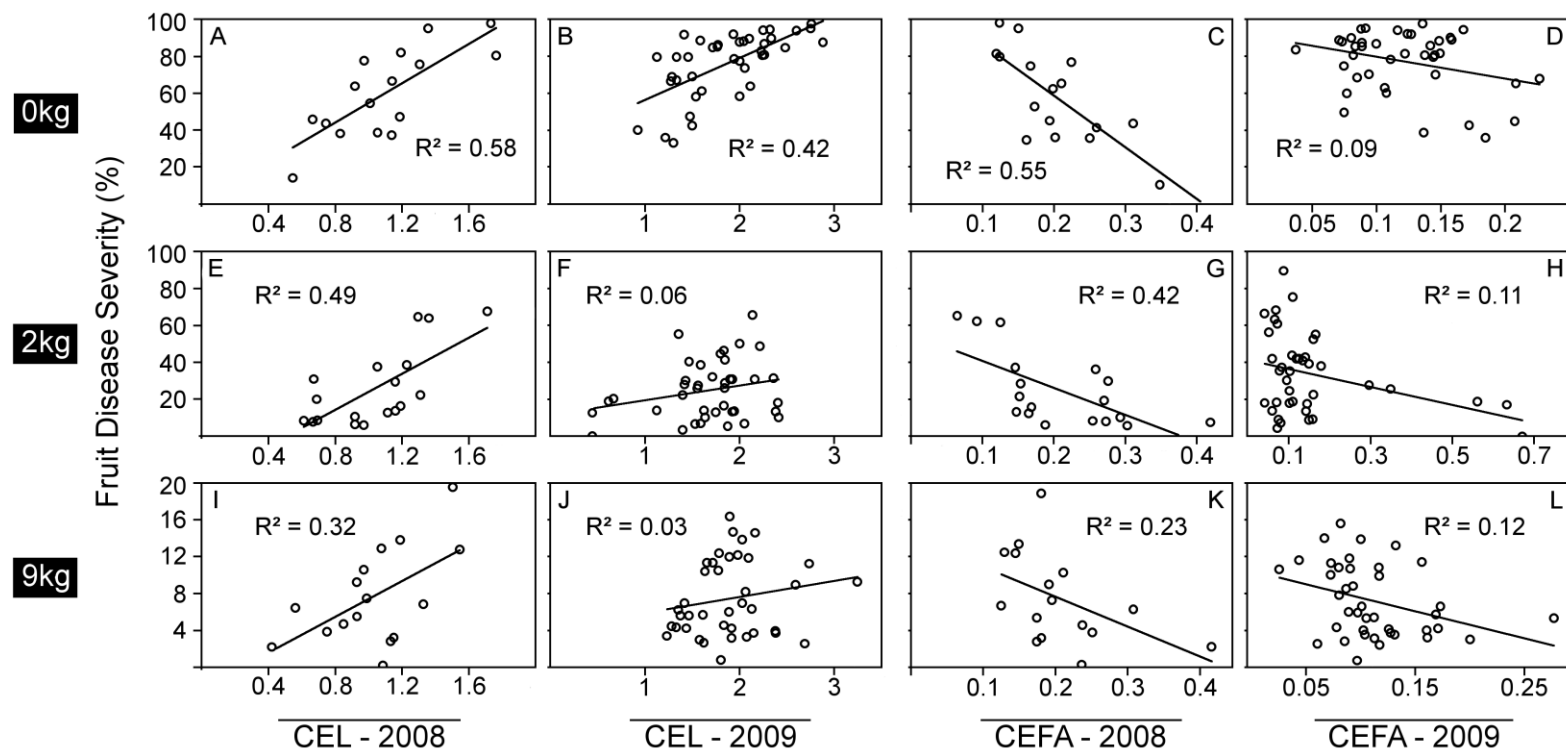 Fruit Disease Severity (%)
0kg
100
80
60
40
20
A
R² = 0.58
0.4 0.8 1.2 1.6
B
R² = 0.42
1 2 3
C
R² = 0.55
0.1 0.2 0.3 0.4
D
R² = 0.09
0.05 0.1 0.15 0.2
2kg
100
80
60
40
20
E
R² = 0.49
0.4 0.8 1.2 1.6
F
R² = 0.06
1 2 3
G
R² = 0.42
0.1 0.2 0.3 0.4
H
R² = 0.11
0.1 0.3 0.5 0.7
9kg
20
16
12
8
4
I
R² = 0.32
0.4 0.8 1.2 1.6
J
R² = 0.03
1 2 3
K
R² = 0.23
0.1 0.2 0.3 0.4
L
R² = 0.12
0.05 0.15 0.25
CEL - 2008 CEL - 2009 CEFA - 2008 CEFA - 2009